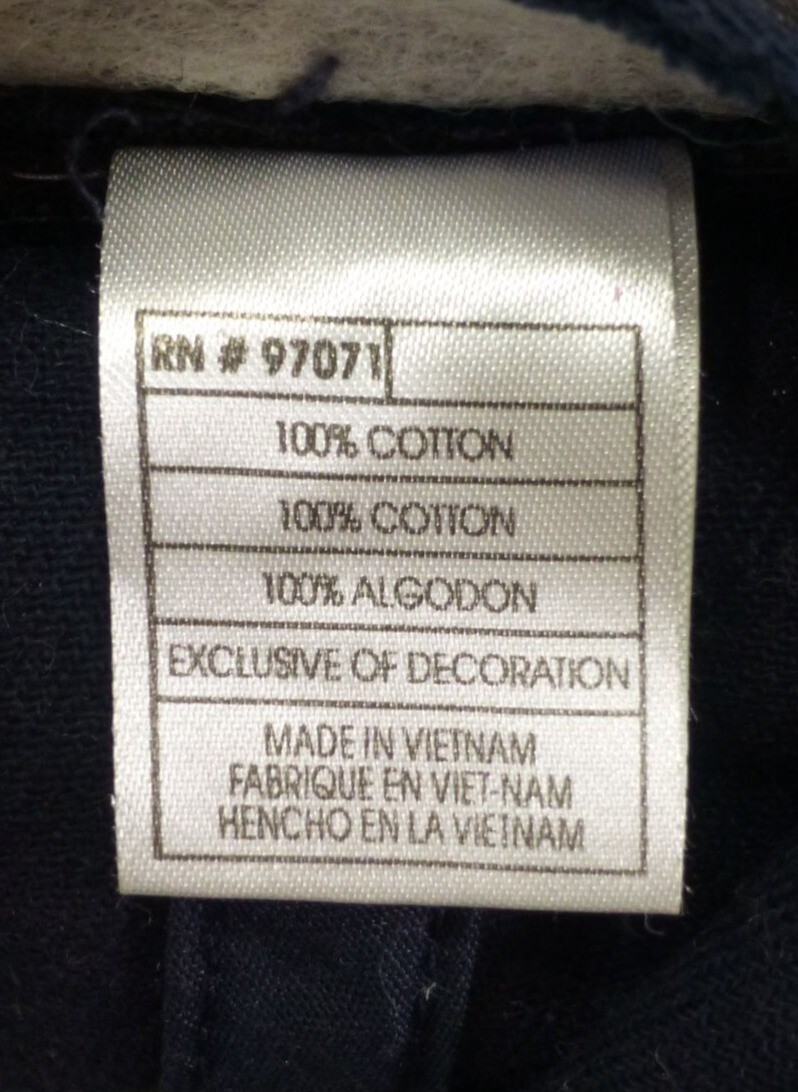 RN # 97071
100% COTTON
100% COTTON
100% ALGODON
EXCLUSIVE OF DECORATION
MADE IN VIETNAM
FABRIQUE EN VIET-NAM
HENCHO EN LA VIETNAM